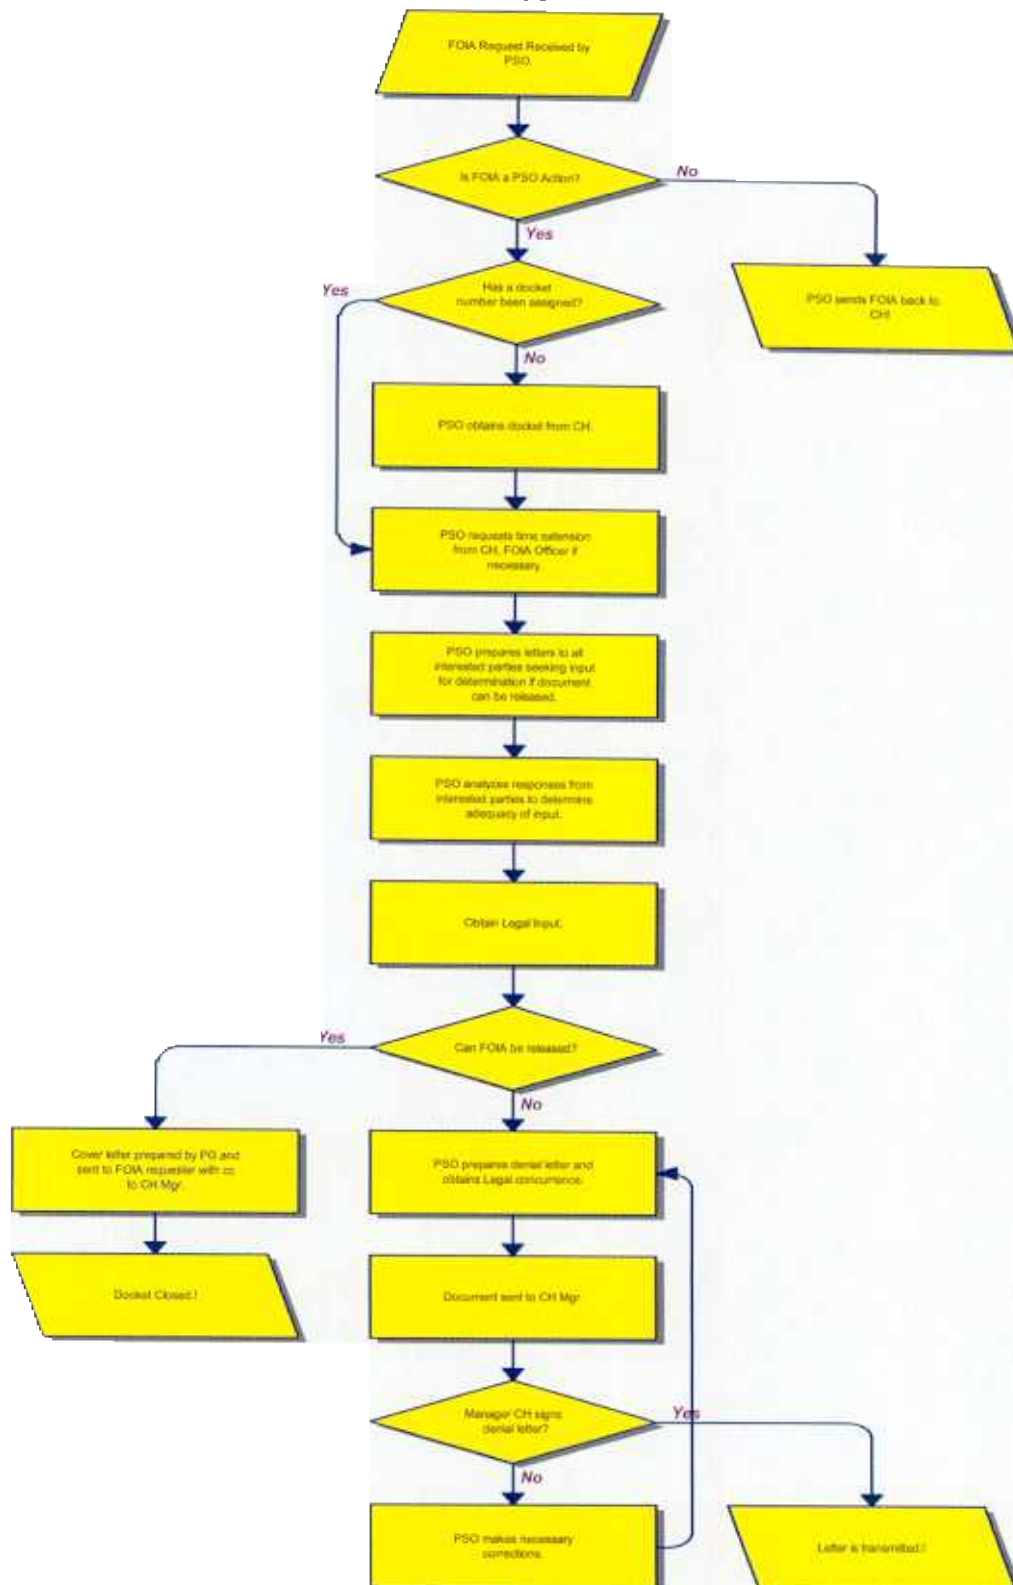 FOIA Request Received by
PSO.
Is FOIA a PSO Action?
No
Yes
Has a docket
number been assigned?
Yes
PSO sends FOIA back to
CH!
No
PSO obtains docket from CH.
PSO requests time extension
from CH, FOIA Officer if
necessary.
PSO prepares letters to all
interested parties seeking input
for determination if document
can be released.
PSO analyzes responses from
interested parties to determine
adequacy of input.
Obtain Legal Input.
Can FOIA be released?
Yes
No
Cover letter prepared by PG and
sent to FOIA requester with cc
to CH Mgr.
PSO prepares denial letter and
obtains Legal concurrence.
Docket Closed.!
Document sent to CH Mgr
Manager CH signs
denial letter?
Yes
No
PSO makes necessary
corrections.
Letter is transmitted.!